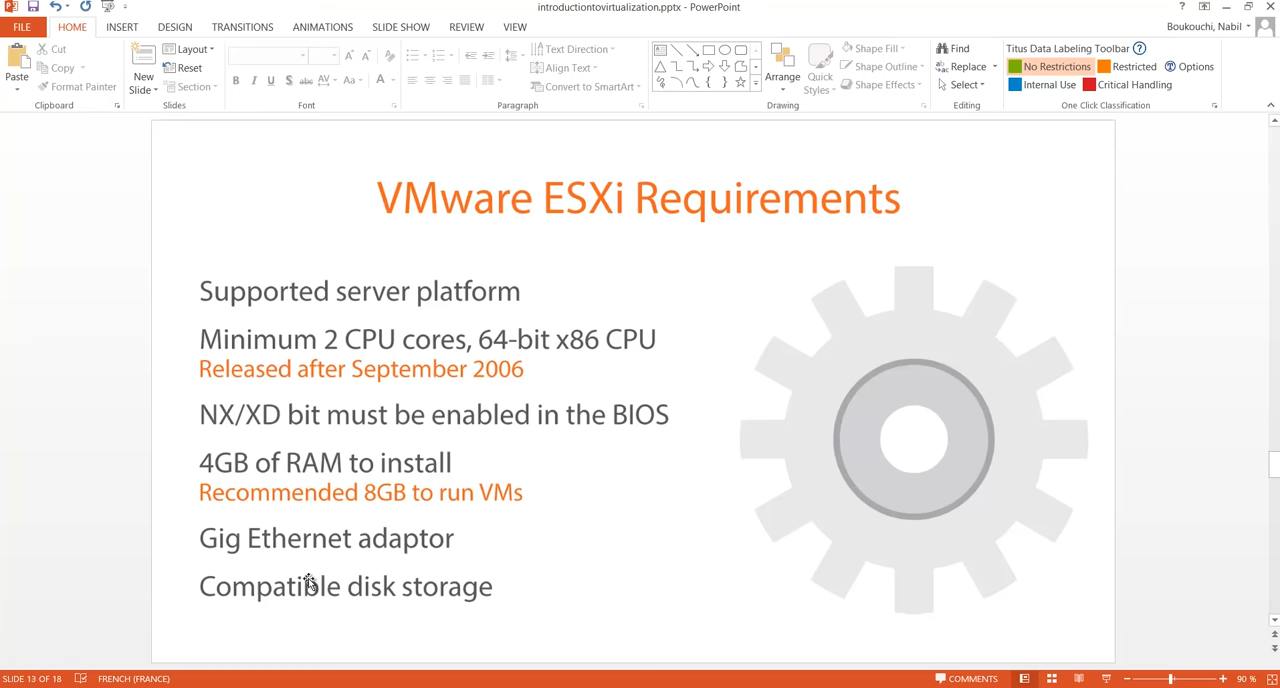 introductiontovirtualization.pptx - PowerPoint
FILE HOME INSERT DESIGN TRANSITIONS ANIMATIONS SLIDE SHOW REVIEW VIEW Boukouchi, Nabil
Paste
Cut
Copy
Format Painter
Clipboard
New Slide
Layout
Reset
Section
Slides
B I U S abc AV Aa A
Font
Text Direction
Align Text
Convert to SmartArt
Paragraph
Arrange
Quick Styles
Shape Fill
Shape Outline
Shape Effects
Drawing
Find
Replace
Select
Editing
Titus Data Labeling Toolbar ?
No Restrictions Restricted Options
Internal Use Critical Handling
One Click Classification
VMware ESXi Requirements
Supported server platform
Minimum 2 CPU cores, 64-bit x86 CPU
Released after September 2006
NX/XD bit must be enabled in the BIOS
4GB of RAM to install
Recommended 8GB to run VMs
Gig Ethernet adaptor
Compatible disk storage
SLIDE 13 OF 18 FRENCH (FRANCE) COMMENTS 90 %